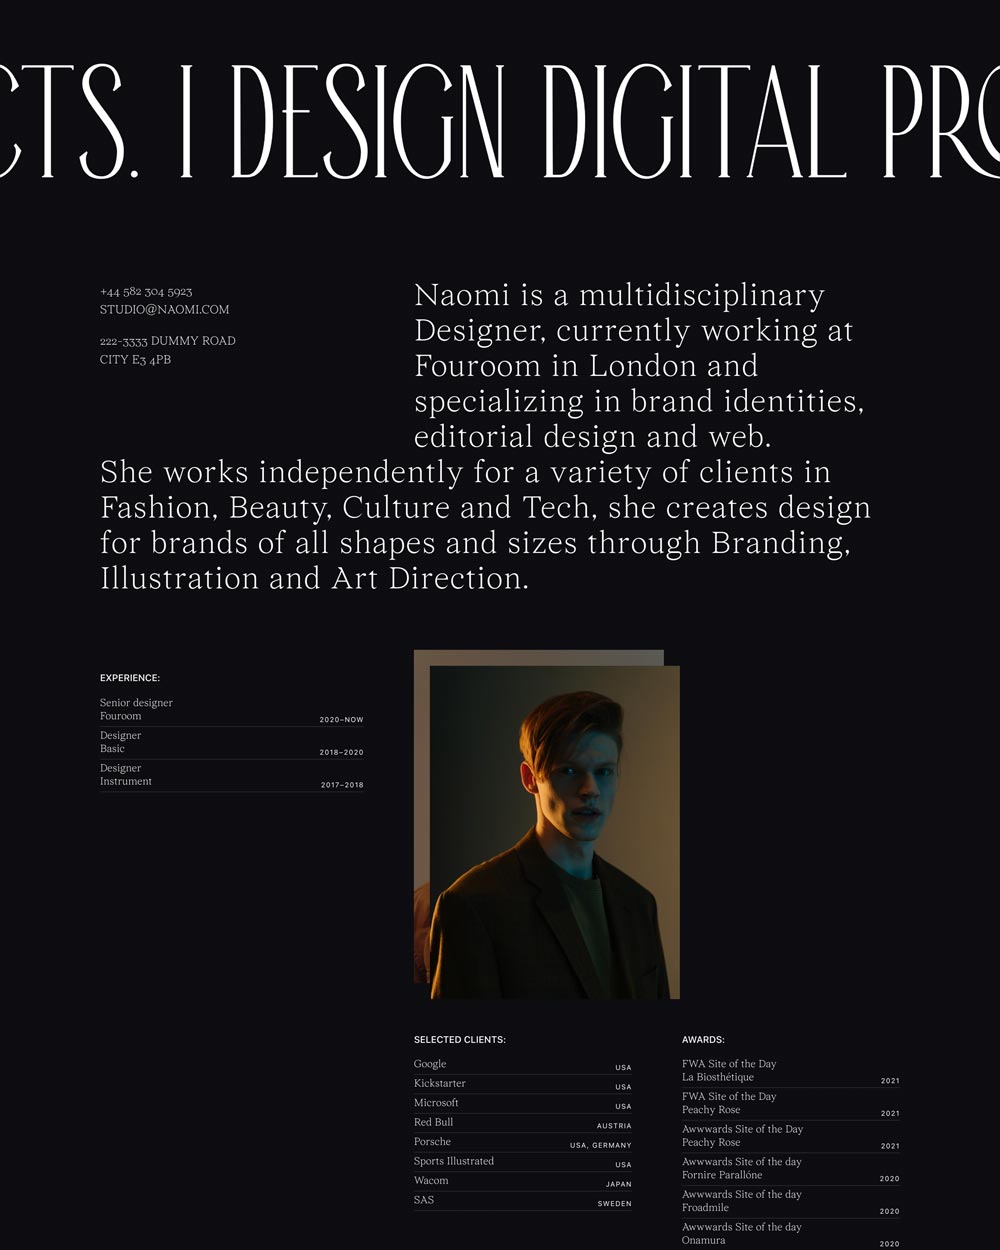 CTS. I DESIGN DIGITAL PRO
+44 582 304 5923
STUDIO@NAOMI.COM
222-3333 DUMMY ROAD
CITY E3 4PB
Naomi is a multidisciplinary
Designer, currently working at
Fouroom in London and
specializing in brand identities,
editorial design and web.
She works independently for a variety of clients in
Fashion, Beauty, Culture and Tech, she creates design
for brands of all shapes and sizes through Branding,
Illustration and Art Direction.
EXPERIENCE:
Senior designer
Fouroom 2020–NOW
Designer
Basic 2018–2020
Designer
Instrument 2017–2018
SELECTED CLIENTS:
Google USA
Kickstarter USA
Microsoft USA
Red Bull AUSTRIA
Porsche USA, GERMANY
Sports Illustrated USA
Wacom JAPAN
SAS SWEDEN
AWARDS:
FWA Site of the Day
La Biosthétique 2021
FWA Site of the Day
Peachy Rose 2021
Awwwards Site of the Day
Peachy Rose 2021
Awwwards Site of the day
Fornire Parallóne 2020
Awwwards Site of the day
Froadmile 2020
Awwwards Site of the day
Onamura 2020